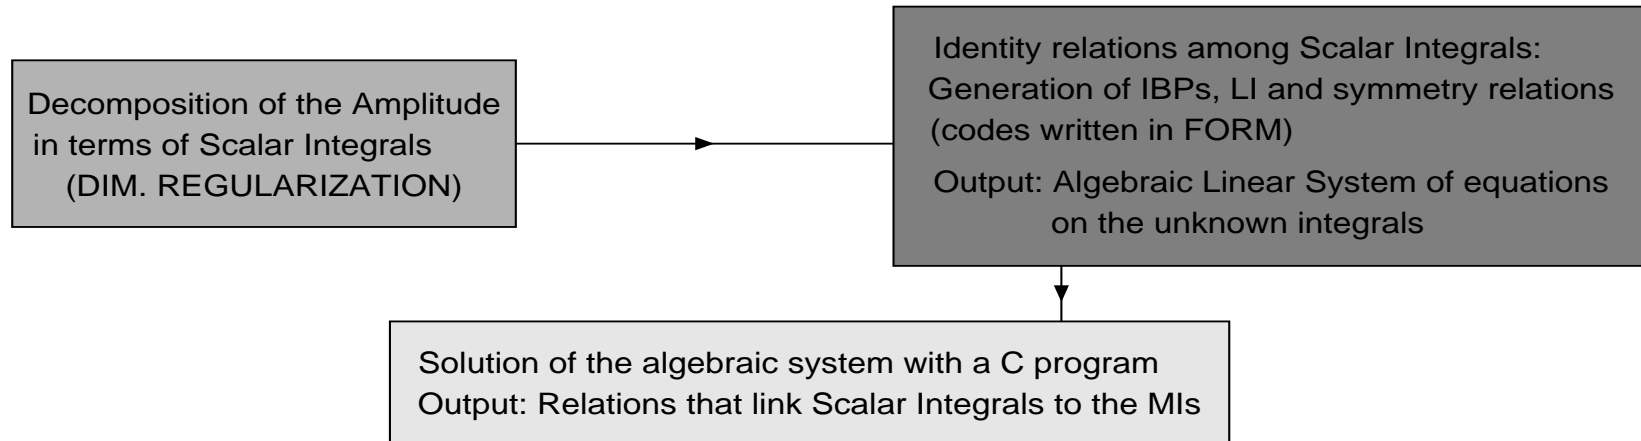 Decomposition of the Amplitude
in terms of Scalar Integrals
(DIM. REGULARIZATION)
Identity relations among Scalar Integrals:
Generation of IBPs, LI and symmetry relations
(codes written in FORM)
Output: Algebraic Linear System of equations
on the unknown integrals
Solution of the algebraic system with a C program
Output: Relations that link Scalar Integrals to the MIs